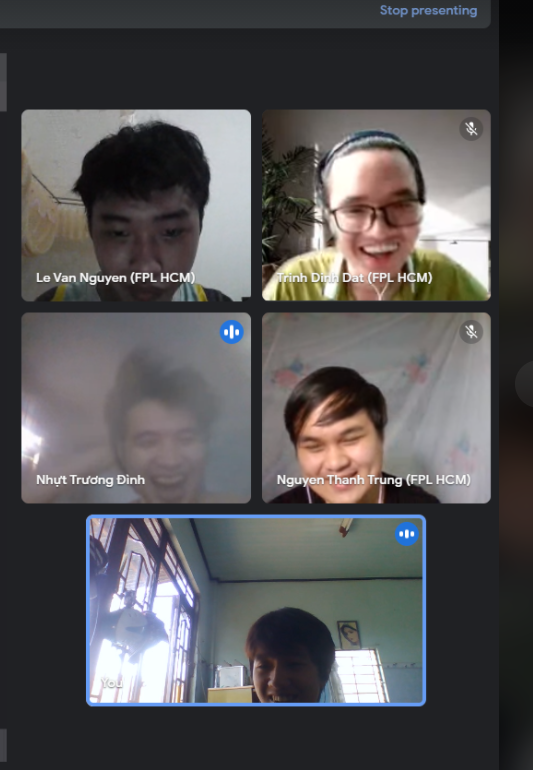 Stop presenting
Le Van Nguyen (FPL HCM)
Trinh Dinh Dat (FPL HCM)
Nhựt Trương Đình
Nguyen Thanh Trung (FPL HCM)
You